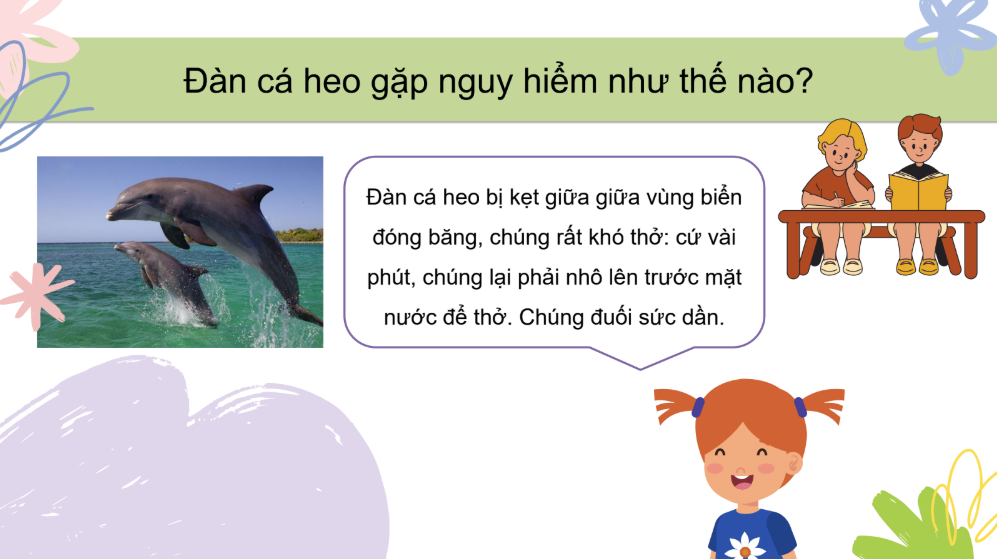 Đàn cá heo gặp nguy hiểm như thế nào?
Đàn cá heo bị kẹt giữa giữa vùng biển
đóng băng, chúng rất khó thở: cứ vài
phút, chúng lại phải nhô lên trước mặt
nước để thở. Chúng đuối sức dần.